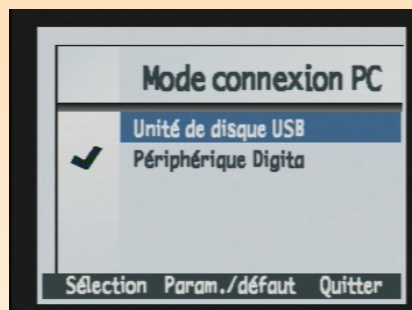 Mode connexion PC
Unité de disque USB
Périphérique Digita
Sélection Param./défaut Quitter